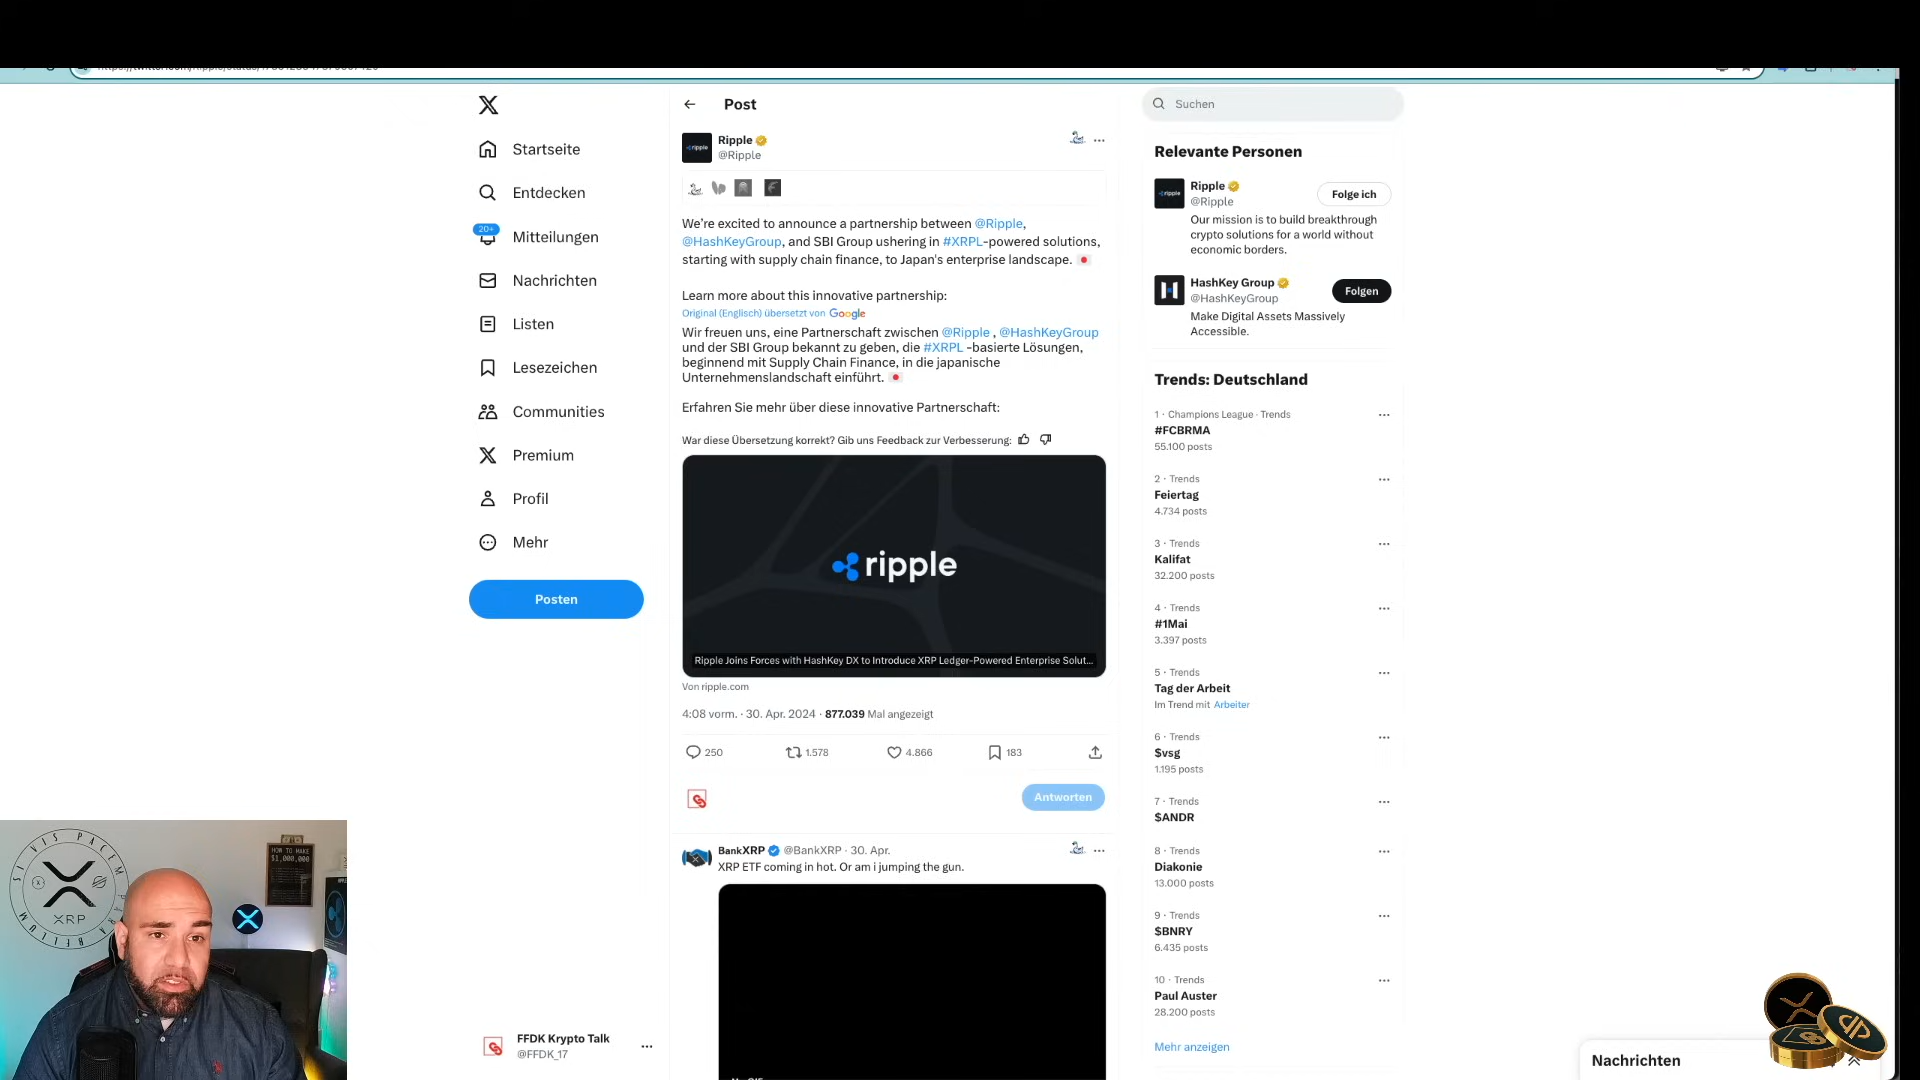 Post
Suchen
Startseite
Entdecken
20+
Mitteilungen
Nachrichten
Listen
Lesezeichen
Communities
Premium
Profil
Mehr
Posten
FFDK Krypto Talk
@FFDK_17
ripple
Ripple
@Ripple
We're excited to announce a partnership between @Ripple,
@HashKeyGroup, and SBI Group ushering in #XRPL-powered solutions,
starting with supply chain finance, to Japan's enterprise landscape.
Learn more about this innovative partnership:
Original (Englisch) übersetzt von Google
Wir freuen uns, eine Partnerschaft zwischen @Ripple , @HashKeyGroup
und der SBI Group bekannt zu geben, die #XRPL -basierte Lösungen,
beginnend mit Supply Chain Finance, in die japanische
Unternehmenslandschaft einführt.
Erfahren Sie mehr über diese innovative Partnerschaft:
War diese Übersetzung korrekt? Gib uns Feedback zur Verbesserung:
ripple
Ripple Joins Forces with HashKey DX to Introduce XRP Ledger-Powered Enterprise Solut...
Von ripple.com
4:08 vorm. · 30. Apr. 2024 · 877.039 Mal angezeigt
250 1.578 4.866 183
Antworten
BankXRP @BankXRP · 30. Apr.
XRP ETF coming in hot. Or am i jumping the gun.
Relevante Personen
ripple
Ripple
@Ripple
Folge ich
Our mission is to build breakthrough
crypto solutions for a world without
economic borders.
HashKey Group
@HashKeyGroup
Folgen
Make Digital Assets Massively
Accessible.
Trends: Deutschland
1 · Champions League · Trends
#FCBRMA
55.100 posts
2 · Trends
Feiertag
4.734 posts
3 · Trends
Kalifat
32.200 posts
4 · Trends
#1Mai
3.397 posts
5 · Trends
Tag der Arbeit
Im Trend mit Arbeiter
6 · Trends
$vsg
1.195 posts
7 · Trends
$ANDR
8 · Trends
Diakonie
13.000 posts
9 · Trends
$BNRY
6.435 posts
10 · Trends
Paul Auster
28.200 posts
Mehr anzeigen
Nachrichten
SI VIS PACEM
PARA BELLUM
XRP
HOW TO MAKE
$1,000,000